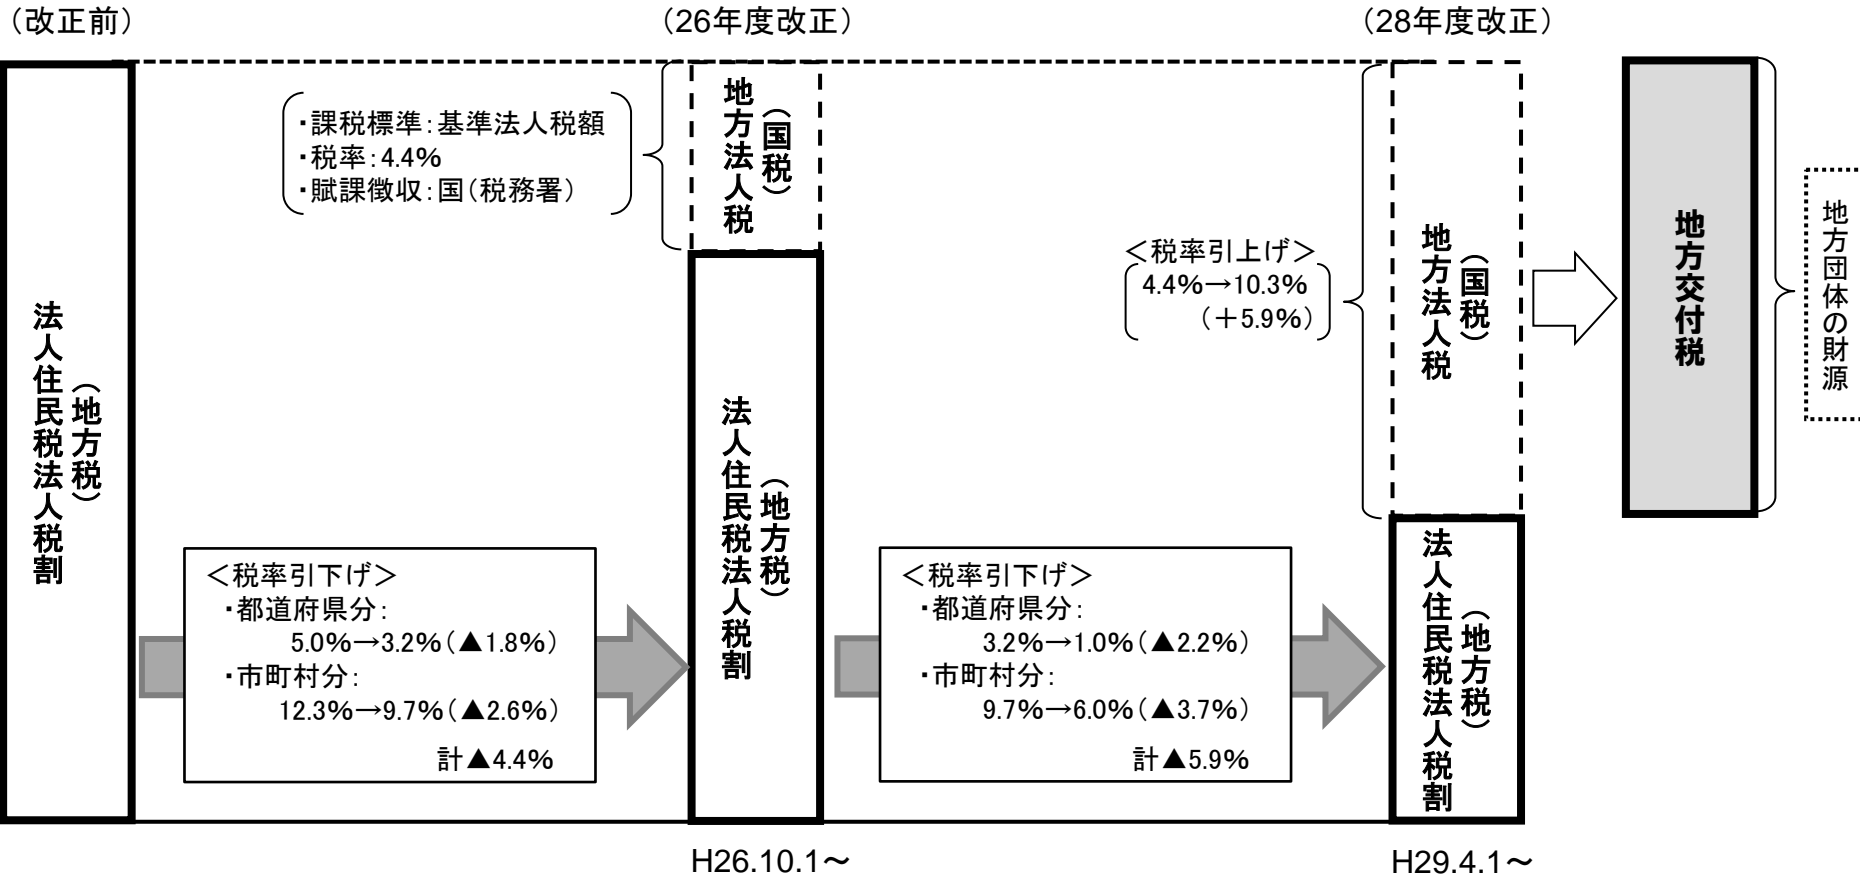 （改正前）
（26年度改正）
（28年度改正）
法人住民税法人税割
（地方税）
・課税標準：基準法人税額
・税率：4.4％
・賦課徴収：国（税務署）
地方法人税
（国税）
＜税率引下げ＞
・都道府県分：
5.0％→3.2％（▲1.8％）
・市町村分：
12.3％→9.7％（▲2.6％）
計▲4.4％
法人住民税法人税割
（地方税）
H26.10.1～
＜税率引上げ＞
4.4％→10.3％
（＋5.9％）
地方法人税
（国税）
＜税率引下げ＞
・都道府県分：
3.2％→1.0％（▲2.2％）
・市町村分：
9.7％→6.0％（▲3.7％）
計▲5.9％
法人住民税法人税割
（地方税）
H29.4.1～
地方交付税
地方団体の財源